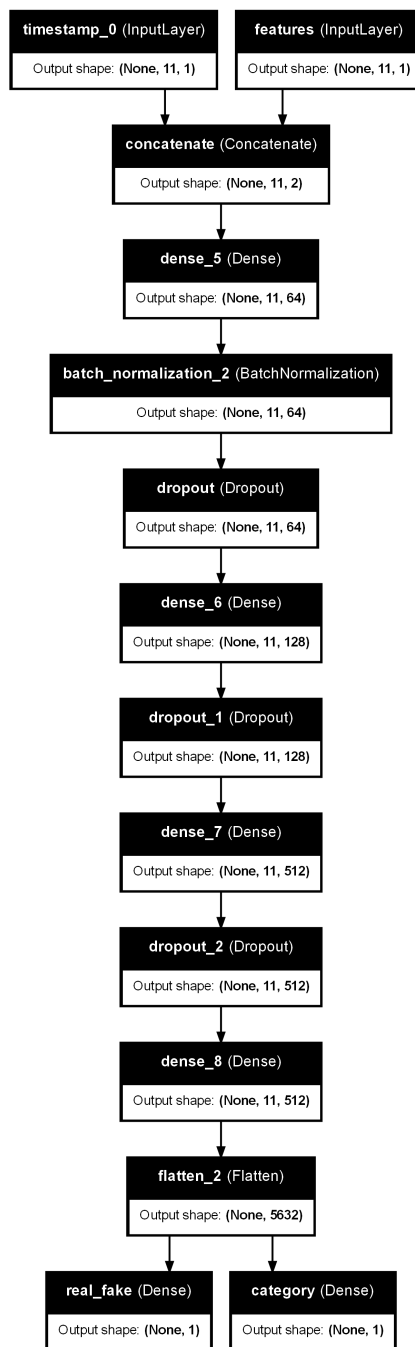 timestamp_0 (InputLayer)
Output shape: (None, 11, 1)
features (InputLayer)
Output shape: (None, 11, 1)
concatenate (Concatenate)
Output shape: (None, 11, 2)
dense_5 (Dense)
Output shape: (None, 11, 64)
batch_normalization_2 (BatchNormalization)
Output shape: (None, 11, 64)
dropout (Dropout)
Output shape: (None, 11, 64)
dense_6 (Dense)
Output shape: (None, 11, 128)
dropout_1 (Dropout)
Output shape: (None, 11, 128)
dense_7 (Dense)
Output shape: (None, 11, 512)
dropout_2 (Dropout)
Output shape: (None, 11, 512)
dense_8 (Dense)
Output shape: (None, 11, 512)
flatten_2 (Flatten)
Output shape: (None, 5632)
real_fake (Dense)
Output shape: (None, 1)
category (Dense)
Output shape: (None, 1)